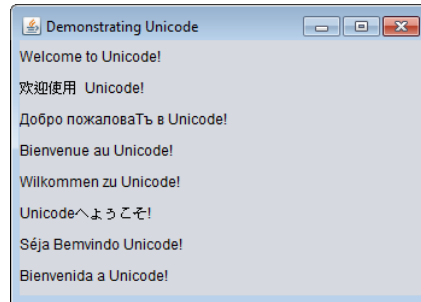 Demonstrating Unicode
Welcome to Unicode!
欢迎使用 Unicode!
Добро пожаловаТъ в Unicode!
Bienvenue au Unicode!
Wilkommen zu Unicode!
Unicodeへようこそ!
Séja Bemvindo Unicode!
Bienvenida a Unicode!